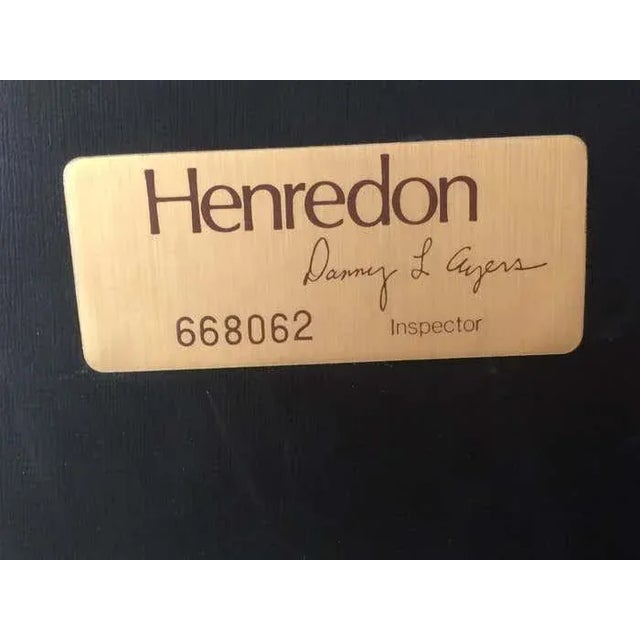 Henredon
Danny L Ayers
668062 Inspector